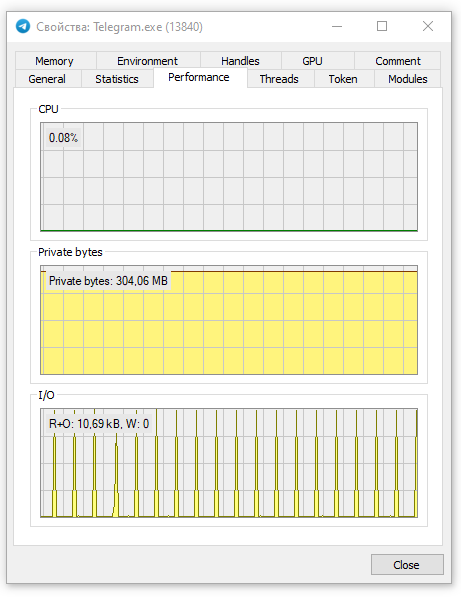 Свойства: Telegram.exe (13840)
Memory Environment Handles GPU Comment
General Statistics Performance Threads Token Modules
CPU
0.08%
Private bytes
Private bytes: 304,06 MB
I/O
R+O: 10,69 kB, W: 0
Close